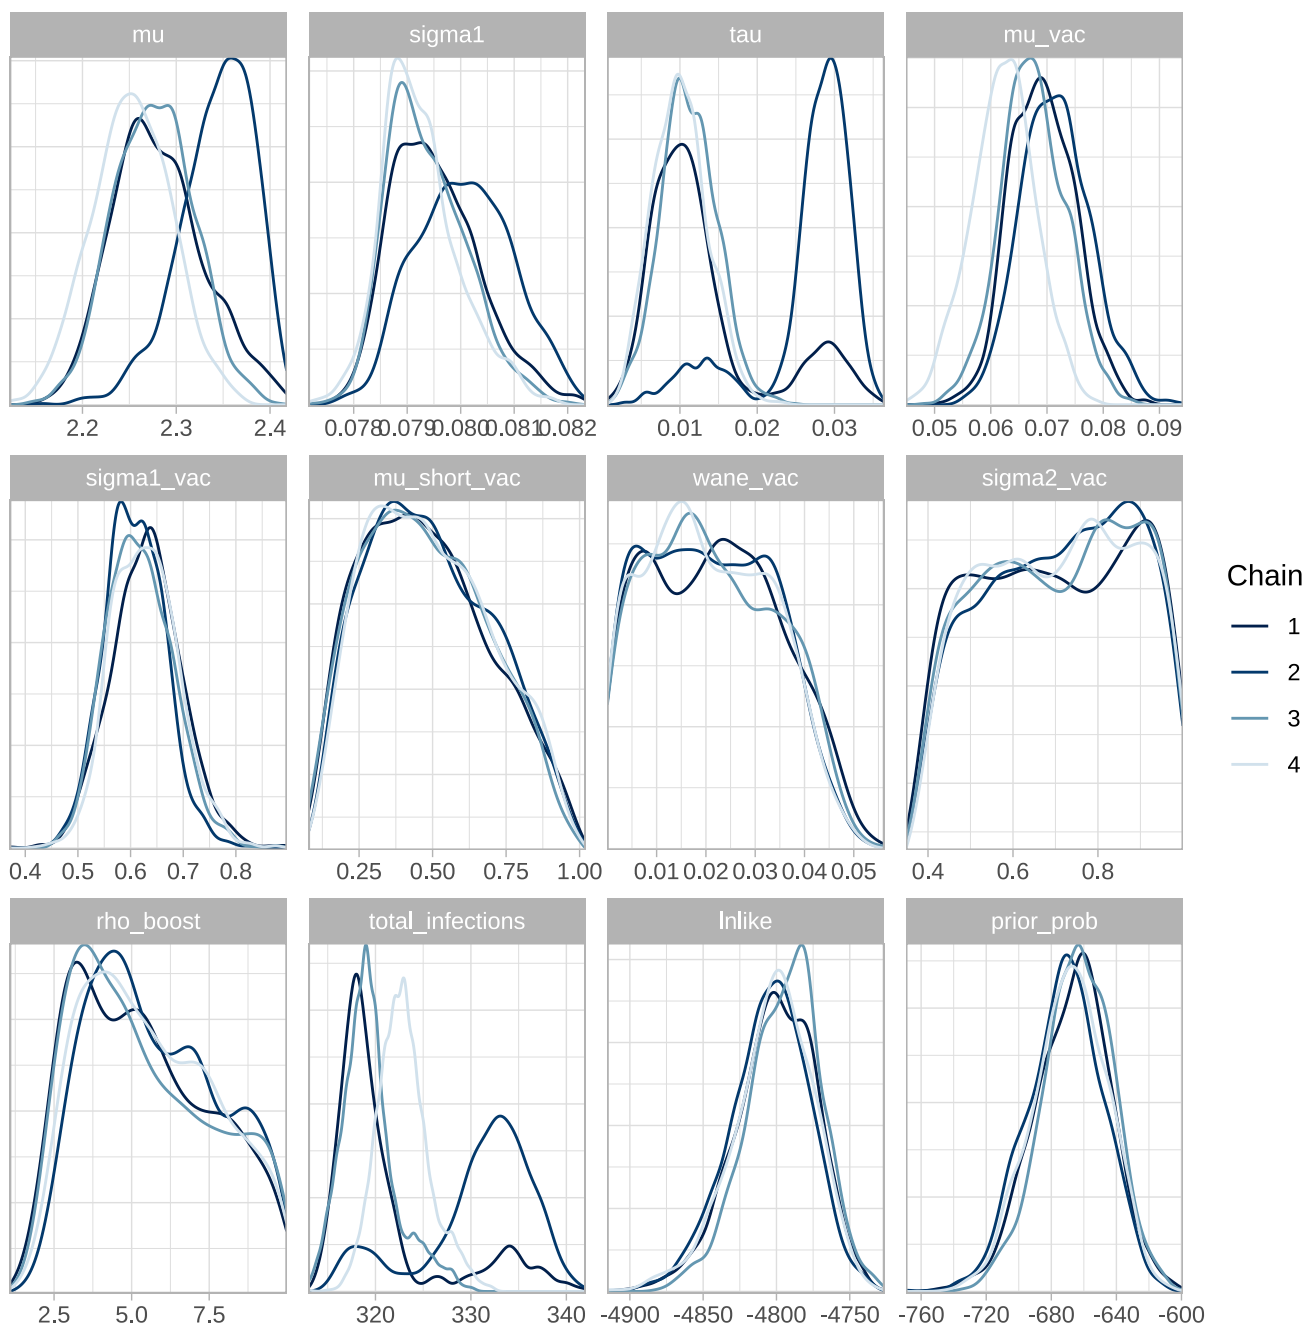 mu sigma1 tau mu_vac
2.2 2.3 2.4 0.078 0.079 0.080 0.081 0.082 0.01 0.02 0.03 0.05 0.06 0.07 0.08 0.09
sigma1_vac mu_short_vac wane_vac sigma2_vac
Chain
1
2
3
4
0.4 0.5 0.6 0.7 0.8 0.25 0.50 0.75 1.00 0.01 0.02 0.03 0.04 0.05 0.4 0.6 0.8
rho_boost total_infections lnlike prior_prob
2.5 5.0 7.5 320 330 340 -4900 -4850 -4800 -4750 -760 -720 -680 -640 -600